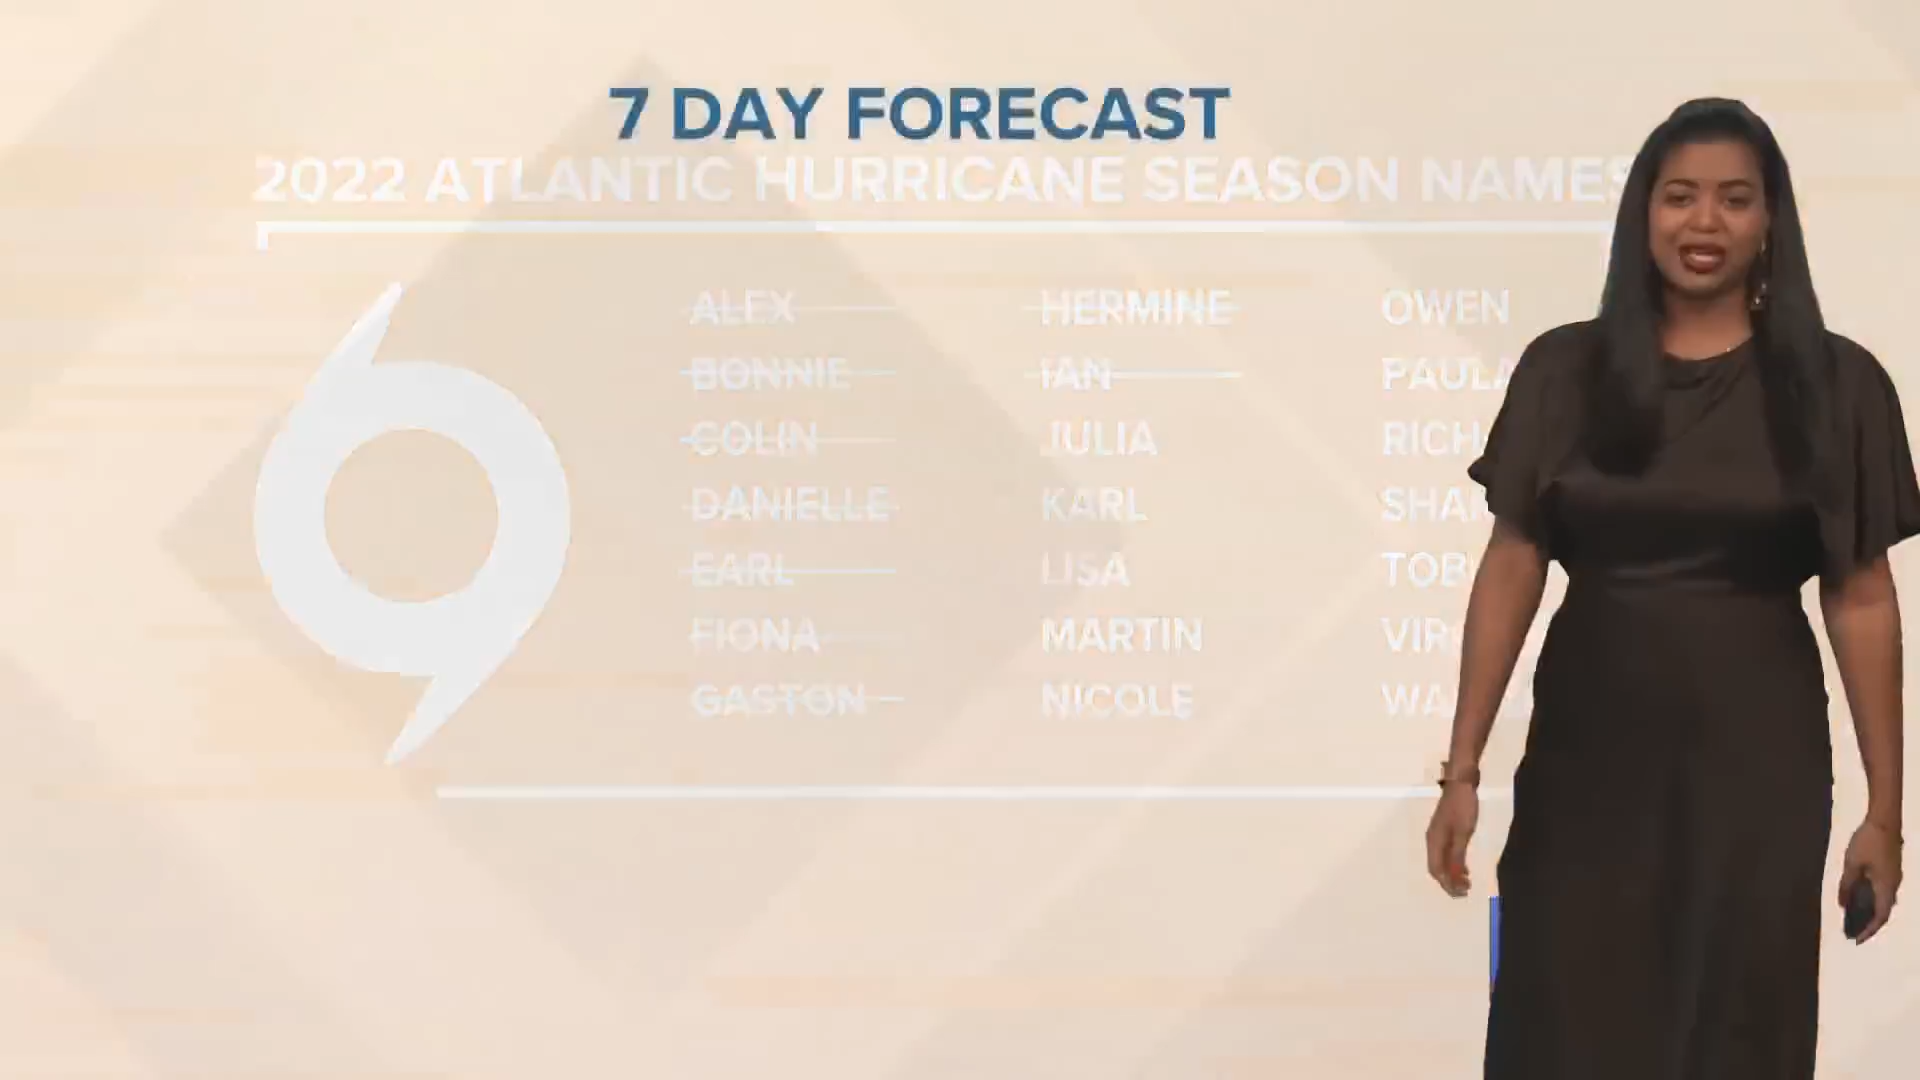 7 DAY FORECAST
2022 ATLANTIC HURRICANE SEASON NAMES
ALEX HERMINE OWEN
BONNIE IAN PAULA
COLIN JULIA
DANIELLE KARL
EARL LISA
FIONA MARTIN
GASTON NICOLE